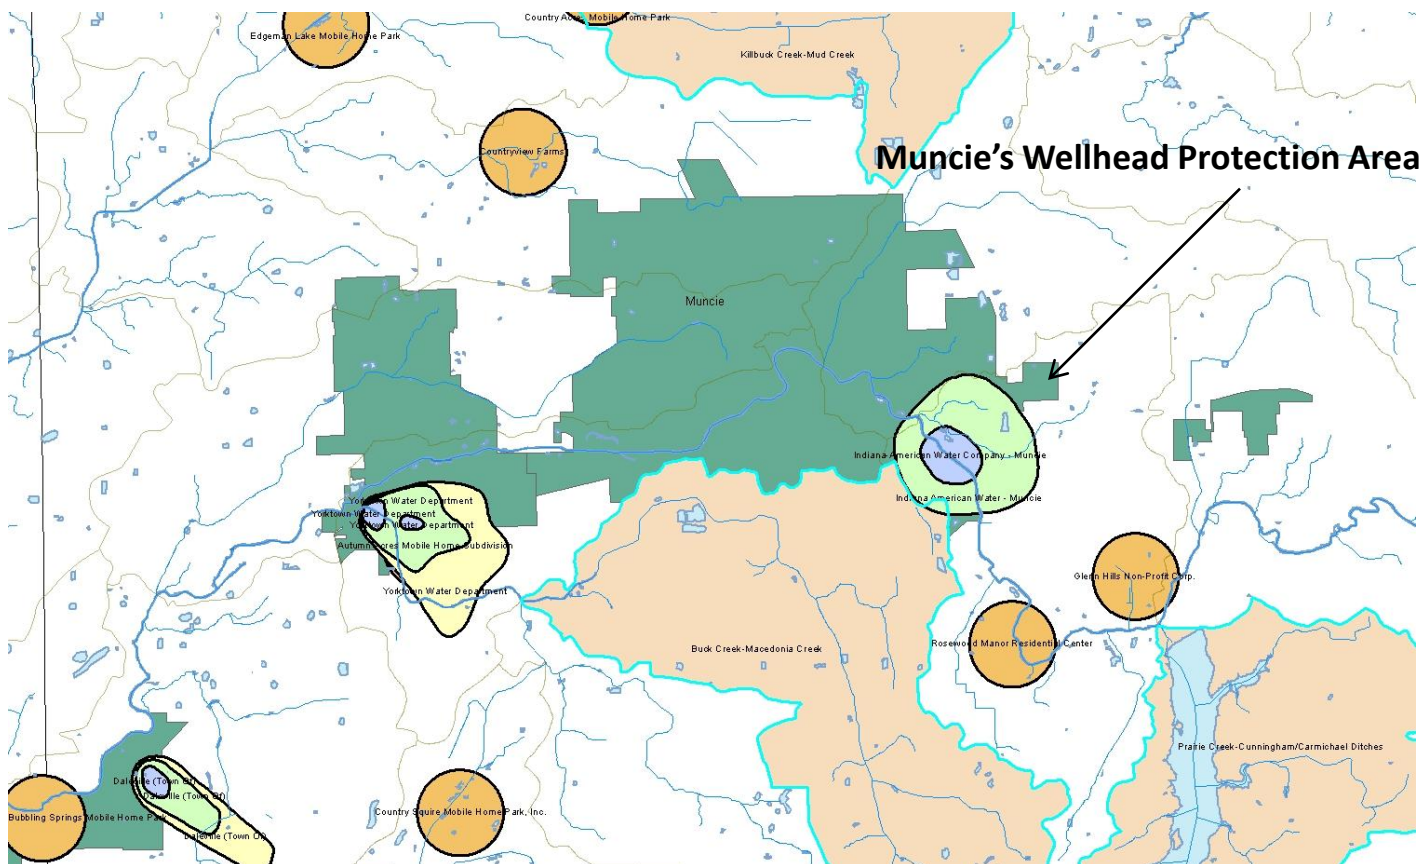 Country Acres Mobile Home Park
Edgeman Lake Mobile Home Park
Killbuck Creek-Mud Creek
Countryview Farms
Muncie's Wellhead Protection Area
Muncie
Indiana-American Water Company - Muncie
Indiana American Water - Muncie
Yorktown Water Department
Yorktown Water Department
Yorktown Water Department
Autumn Acres Mobile Home Subdivision
Yorktown Water Department
Glenn Hills Non-Profit Corp.
Rosewood Manor Residential Center
Buck Creek-Macedonia Creek
Prairie Creek-Cunningham/Carmichael Ditches
Daleville (Town Of)
Daleville (Town Of)
Bubbling Springs Mobile Home Park
Country Squire Mobile Home Park, Inc.
Daleville (Town Of)